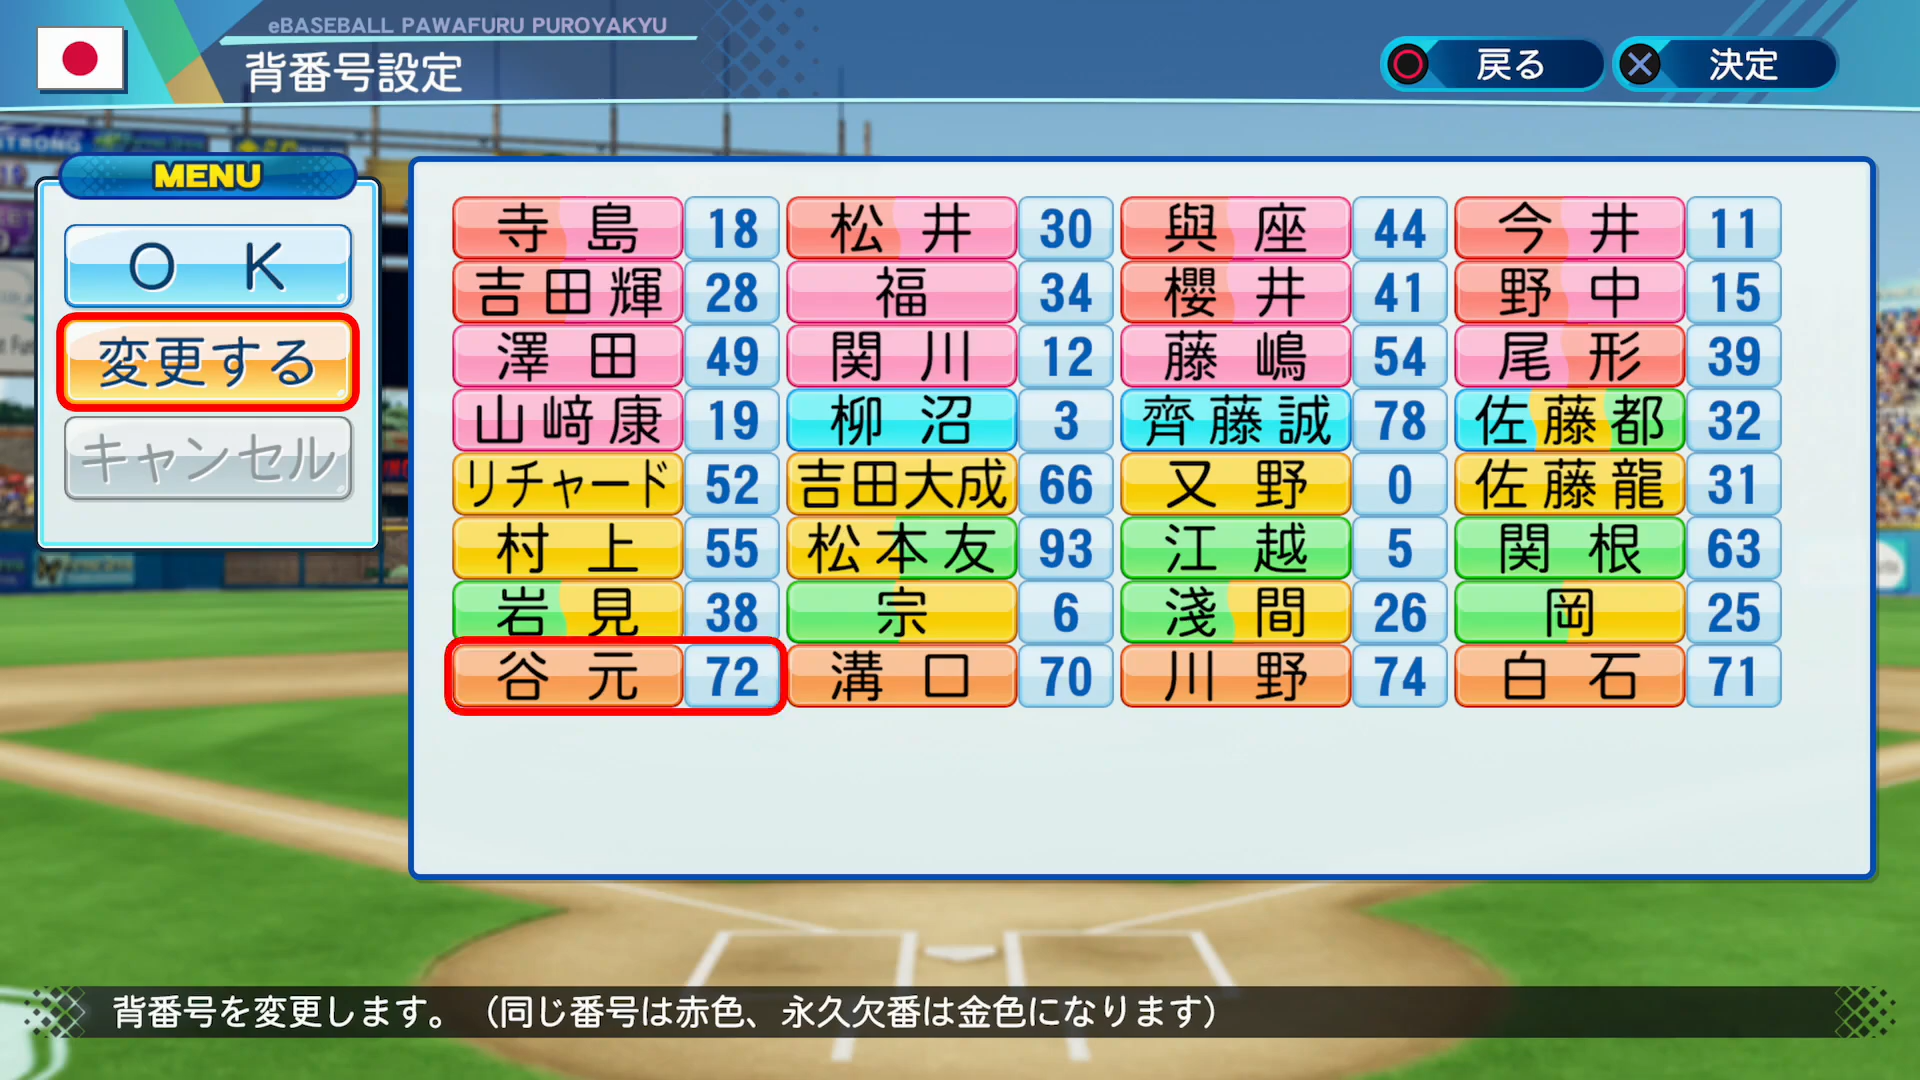 eBASEBALL PAWAFURU PUROYAKYU
背番号設定
戻る
決定
MENU
OK
変更する
キャンセル
寺島 18 松井 30 與座 44 今井 11
吉田輝 28 福 34 櫻井 41 野中 15
澤田 49 関川 12 藤嶋 54 尾形 39
山﨑康 19 柳沼 3 齊藤誠 78 佐藤都 32
リチャード 52 吉田大成 66 又野 0 佐藤龍 31
村上 55 松本友 93 江越 5 関根 63
岩見 38 宗 6 淺間 26 岡 25
谷元 72 溝口 70 川野 74 白石 71
背番号を変更します。（同じ番号は赤色、永久欠番は金色になります）
STRONG